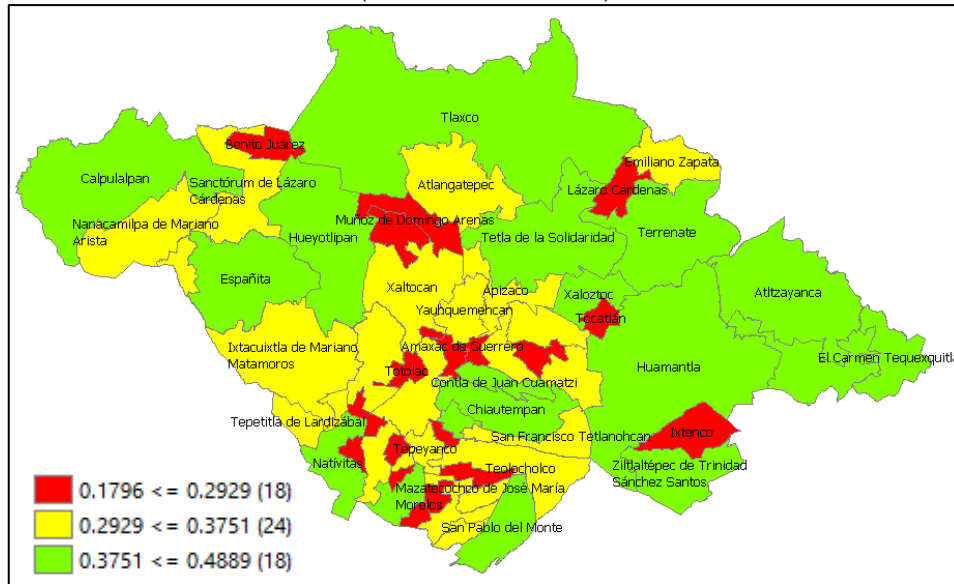 Tlaxco
Benito Juárez
Emiliano Zapata
Calpulalpan
Sanctórum de Lázaro
Cárdenas
Atlangatepec
Lázaro Cárdenas
Nanacamilpa de Mariano
Arista
Muñoz de Domingo Arenas
Hueyotlipan
Tetla de la Solidaridad
Terrenate
Españita
Xaltocan
Apizaco
Xaloztoc
Atltzayanca
Yauhquemehcan
Tocatlán
Ixtacuixtla de Mariano
Matamoros
Amaxac de Guerrero
Totolac
Contla de Juan Cuamatzi
Huamantla
El Carmen Tequexquitla
Chiautempan
Tepetitla de Lardizábal
San Francisco Tetlanohcan
Ixtenco
Tepeyanco
Natívitas
Teolocholco
Ziltlaltépec de Trinidad
Sánchez Santos
Mazatecochco de José María
Morelos
San Pablo del Monte
0.1796 <= 0.2929 (18)
0.2929 <= 0.3751 (24)
0.3751 <= 0.4889 (18)